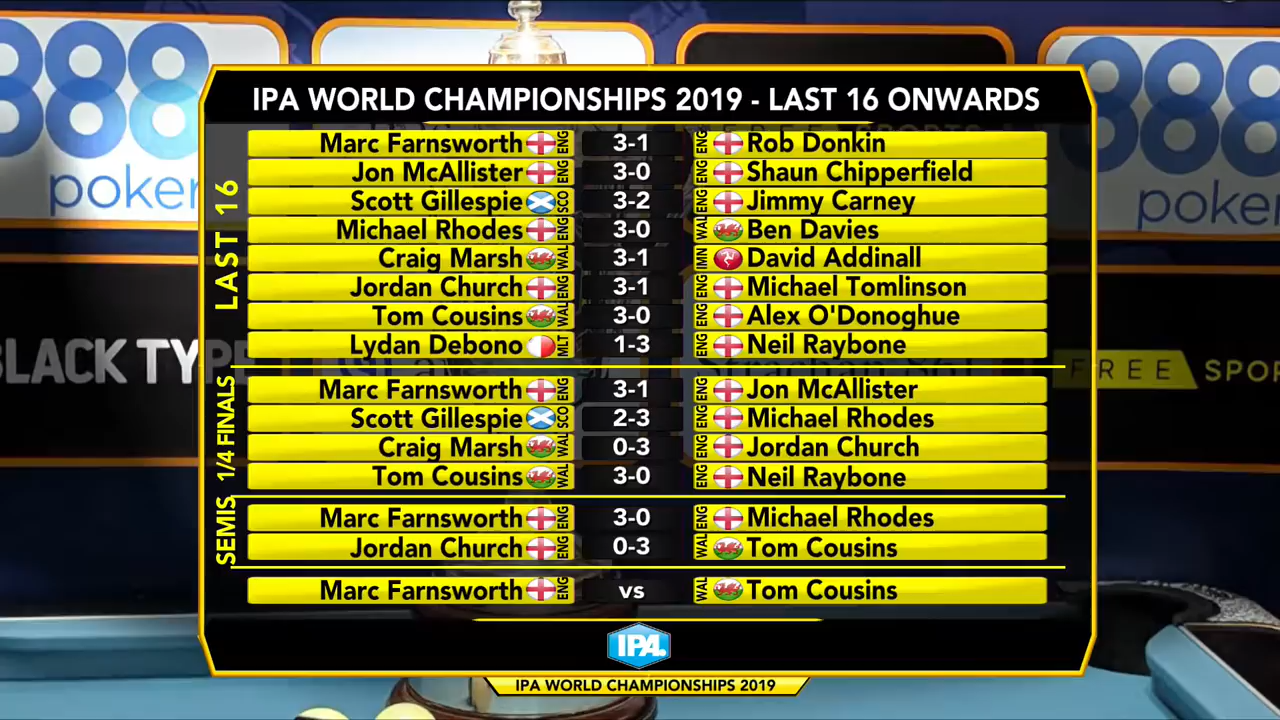 888 poker
888 poker
IPA WORLD CHAMPIONSHIPS 2019 - LAST 16 ONWARDS
LAST 16
Marc Farnsworth ENG 3-1 ENG Rob Donkin
Jon McAllister ENG 3-0 ENG Shaun Chipperfield
Scott Gillespie SCO 3-2 ENG Jimmy Carney
Michael Rhodes ENG 3-0 WAL Ben Davies
Craig Marsh WAL 3-1 IMN David Addinall
Jordan Church ENG 3-1 ENG Michael Tomlinson
Tom Cousins WAL 3-0 ENG Alex O'Donoghue
Lydan Debono MLT 1-3 ENG Neil Raybone
BLACK TYPE
FREE SPO
1/4 FINALS
Marc Farnsworth ENG 3-1 ENG Jon McAllister
Scott Gillespie SCO 2-3 ENG Michael Rhodes
Craig Marsh WAL 0-3 ENG Jordan Church
Tom Cousins WAL 3-0 ENG Neil Raybone
SEMIS
Marc Farnsworth ENG 3-0 ENG Michael Rhodes
Jordan Church ENG 0-3 WAL Tom Cousins
Marc Farnsworth ENG vs WAL Tom Cousins
IPA.
IPA WORLD CHAMPIONSHIPS 2019